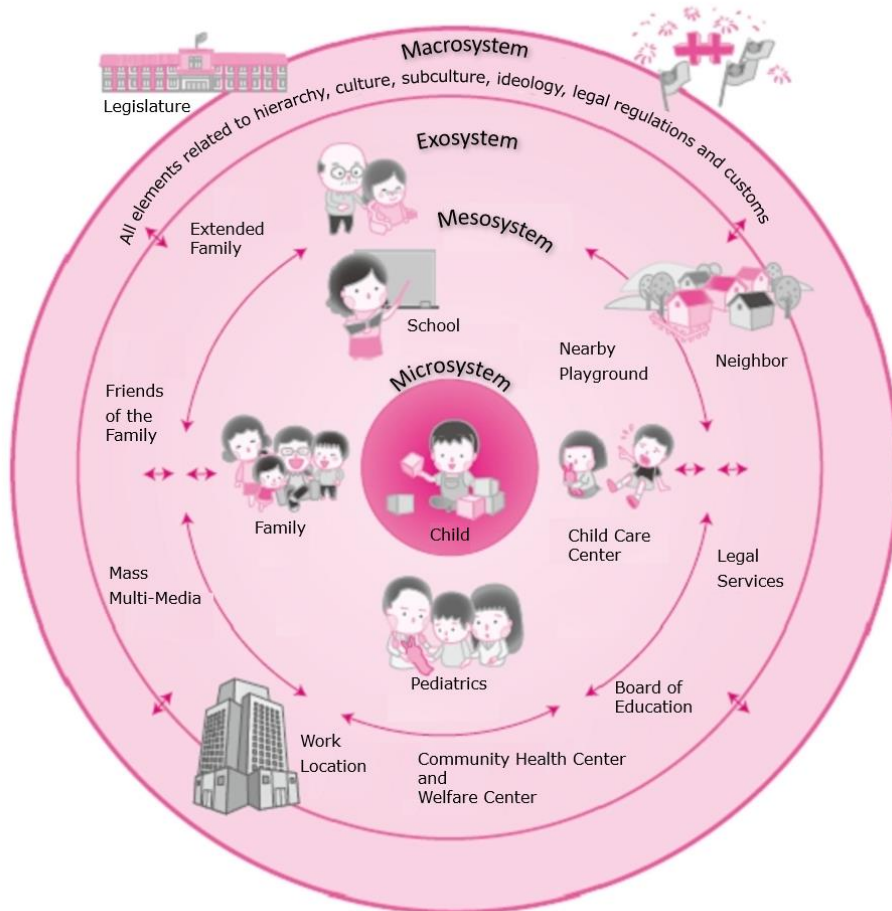 Macrosystem
Legislature
All elements related to hierarchy, culture, subculture, ideology, legal regulations and customs
Exosystem
Mesosystem
Extended
Family
School
Nearby
Playground
Neighbor
Microsystem
Friends
of the
Family
Family
Child
Child Care
Center
Mass
Multi-Media
Legal
Services
Pediatrics
Board of
Education
Work
Location
Community Health Center
and
Welfare Center